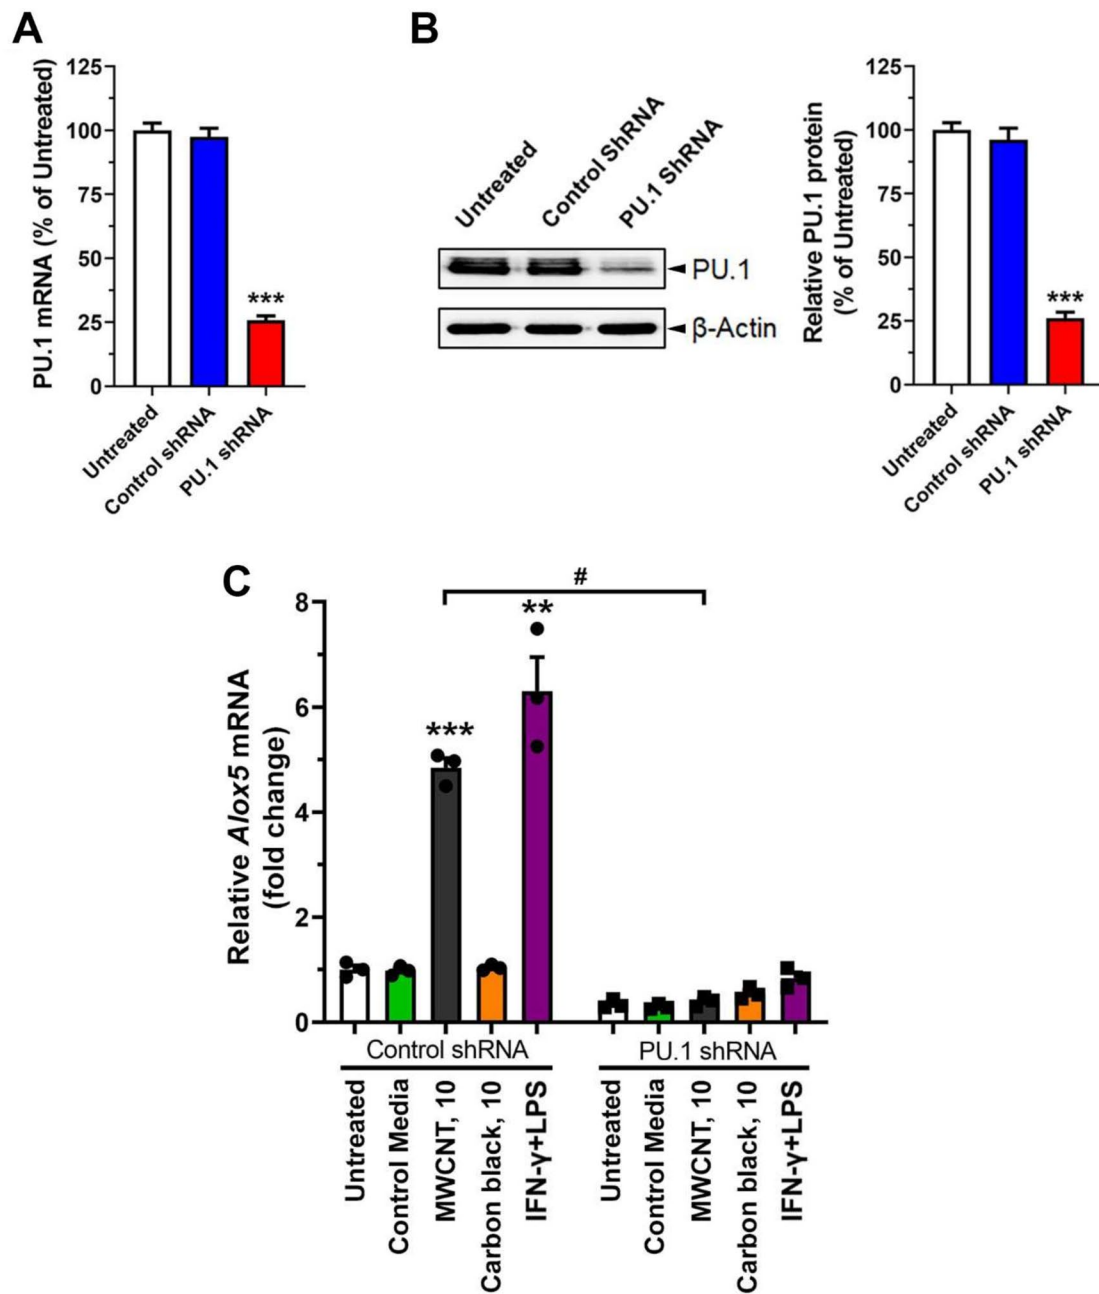 A
PU.1 mRNA (% of Untreated)
125
100
75
50
25
0
***
Untreated
Control shRNA
PU.1 shRNA
B
Untreated
Control ShRNA
PU.1 ShRNA
PU.1
β-Actin
Relative PU.1 protein
(% of Untreated)
125
100
75
50
25
0
***
Untreated
Control shRNA
PU.1 shRNA
C
Relative Alox5 mRNA
(fold change)
8
6
4
2
0
#
**
***
Control shRNA
PU.1 shRNA
Untreated
Control Media
MWCNT, 10
Carbon black, 10
IFN-γ+LPS
Untreated
Control Media
MWCNT, 10
Carbon black, 10
IFN-γ+LPS